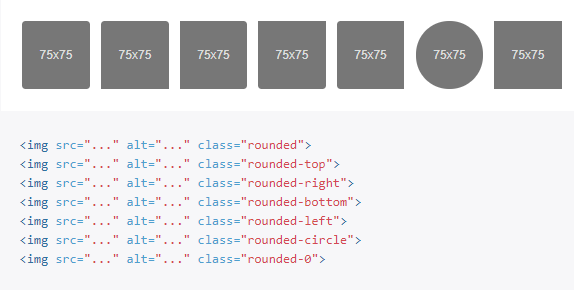 75x75 75x75 75x75 75x75 75x75 75x75 75x75
<img src="..." alt="..." class="rounded">
<img src="..." alt="..." class="rounded-top">
<img src="..." alt="..." class="rounded-right">
<img src="..." alt="..." class="rounded-bottom">
<img src="..." alt="..." class="rounded-left">
<img src="..." alt="..." class="rounded-circle">
<img src="..." alt="..." class="rounded-0">